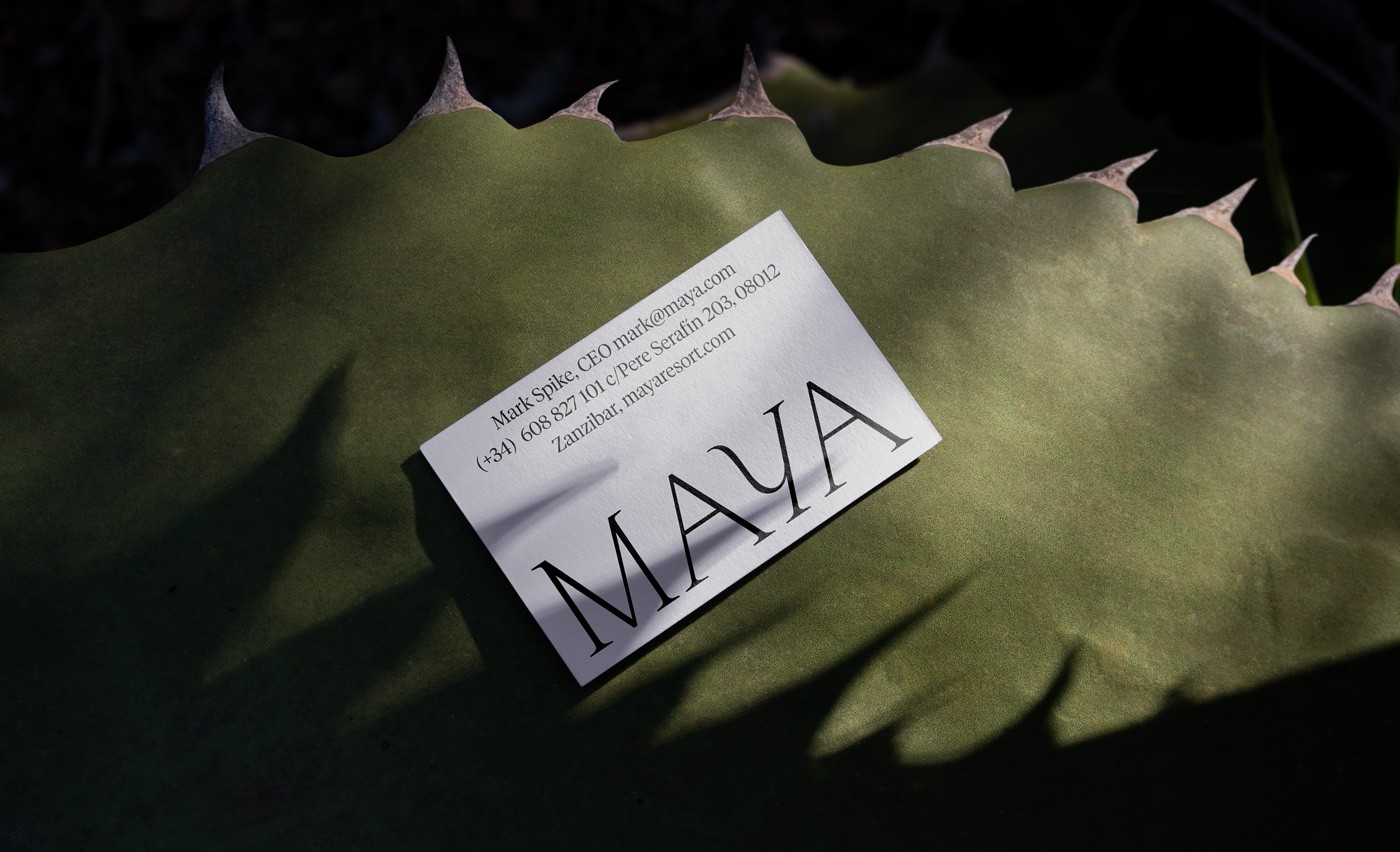 Mark Spike, CEO mark@maya.com
(+34) 608 827 101 c/Pere Serafín 203, 08012
Zanzibar, mayaresort.com
MAYA